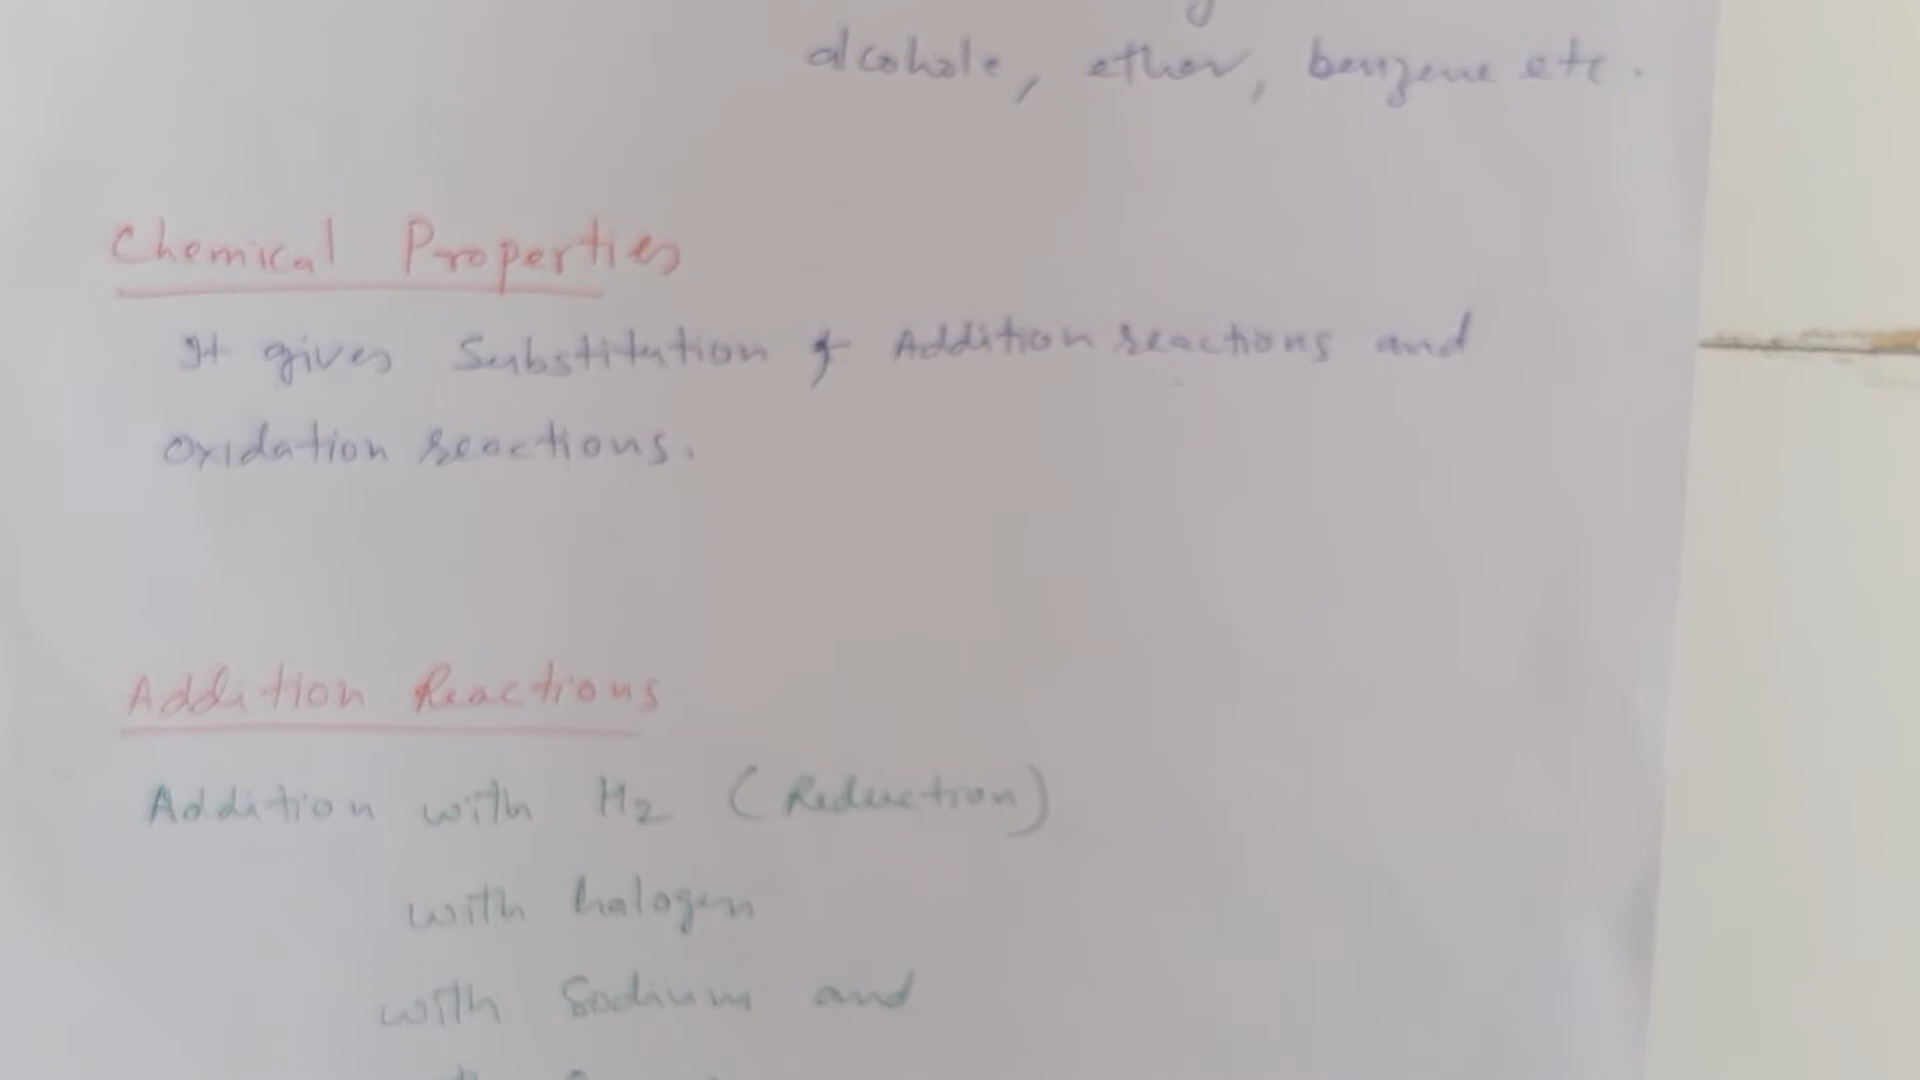 alcohole, ether, benzene etc.
Chemical Properties
It gives Substitution & Addition reactions and
oxidation reactions.
Addition Reactions
Addition with H2 (Reduction)
with halogen
with Sodium and